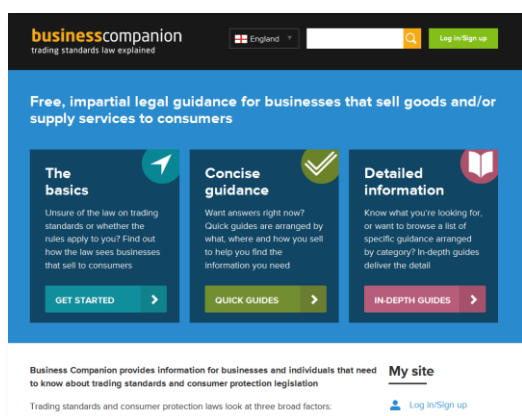 businesscompanion
trading standards law explained
England
Log in/Sign up
Free, impartial legal guidance for businesses that sell goods and/or
supply services to consumers
The
basics
Unsure of the law on trading
standards or whether the
rules apply to you? Find out
how the law sees businesses
that sell to consumers
GET STARTED
Concise
guidance
Want answers right now?
Quick guides are arranged by
what, where and how you sell
to help you find the
information you need
QUICK GUIDES
Detailed
information
Know what you're looking for,
or want to browse a list of
specific guidance arranged
by category? In-depth guides
deliver the detail
IN-DEPTH GUIDES
Business Companion provides information for businesses and individuals that need
to know about trading standards and consumer protection legislation
Trading standards and consumer protection laws look at three broad factors:
My site
Log In/Sign up